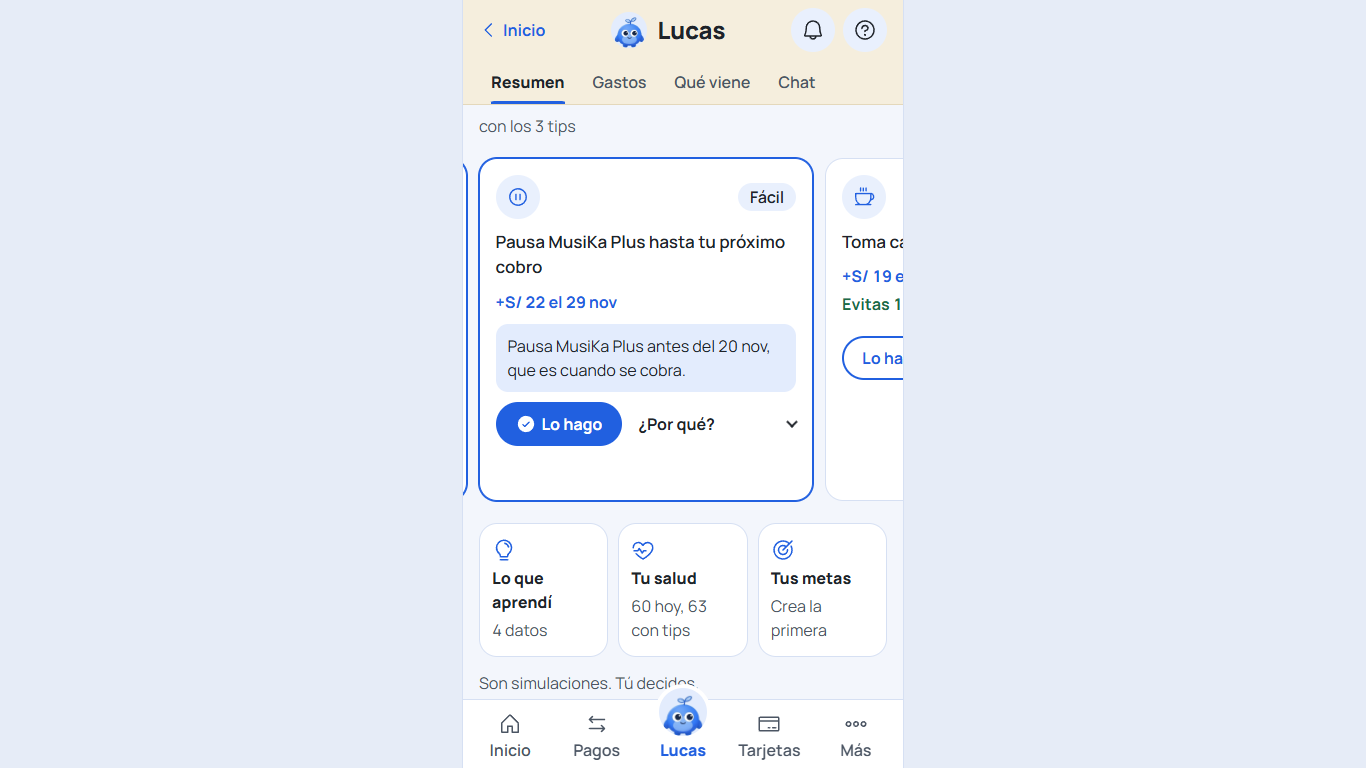 Inicio
Lucas
Resumen
Gastos
Qué viene
Chat
con los 3 tips
Fácil
Pausa MusiKa Plus hasta tu próximo
cobro
+S/ 22 el 29 nov
Pausa MusiKa Plus antes del 20 nov,
que es cuando se cobra.
Lo hago
¿Por qué?
Toma ca
+S/ 19 e
Evitas 1
Lo ha
Lo que
aprendí
4 datos
Tu salud
60 hoy, 63
con tips
Tus metas
Crea la
primera
Son simulaciones. Tú decides.
Inicio
Pagos
Lucas
Tarjetas
Más